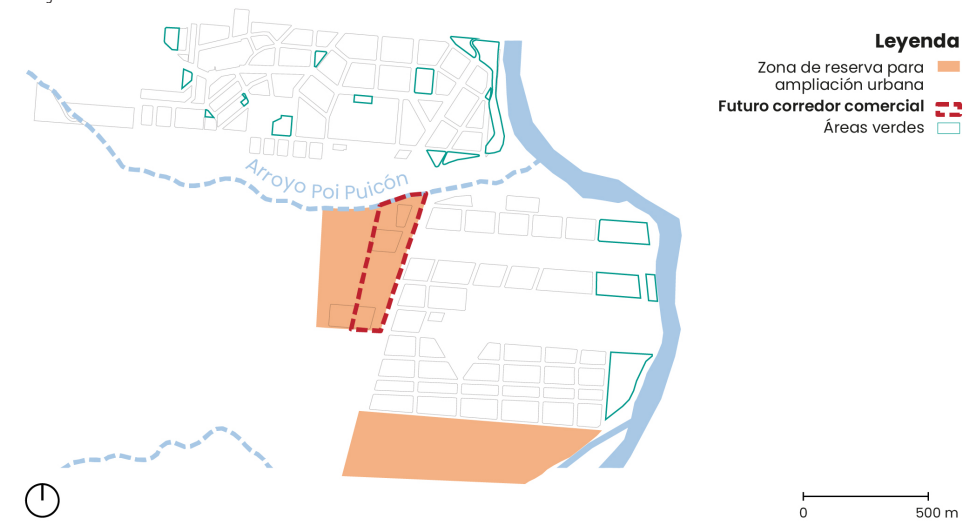 Leyenda
Zona de reserva para
ampliación urbana
Futuro corredor comercial
Áreas verdes
Arroyo Poi Puicón
0
500 m